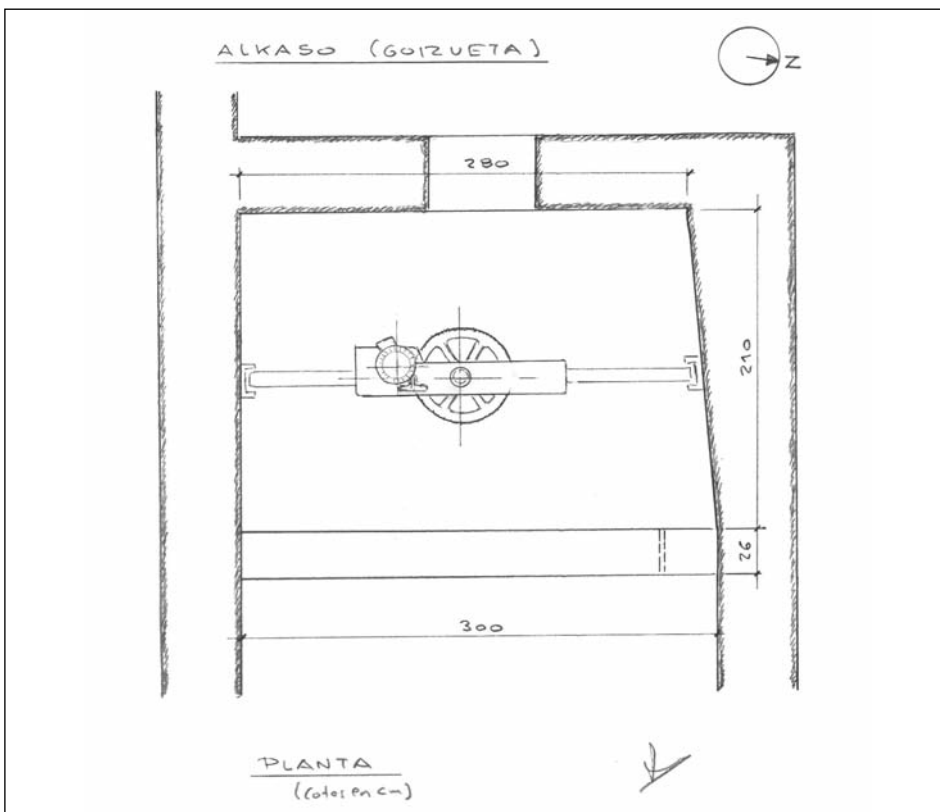 ALKASO (GOIZUETA)
N
280
210
26
300
PLANTA
(Cotas en cm)